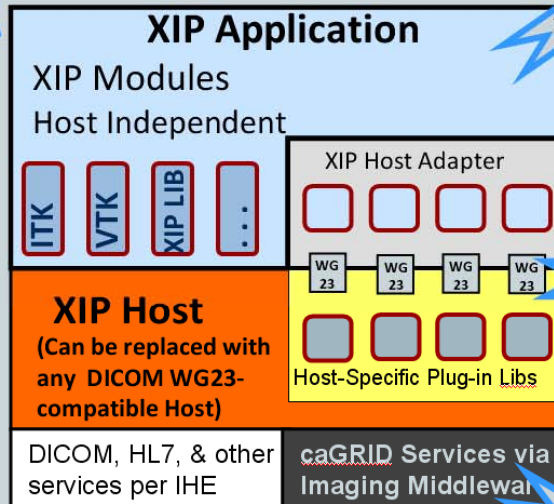 XIP Application
XIP Modules
Host Independent
ITK
VTK
XIP LIB
. . .
XIP Host Adapter
WG
23
WG
23
WG
23
WG
23
XIP Host
(Can be replaced with
any DICOM WG23-
compatible Host)
Host-Specific Plug-in Libs
DICOM, HL7, & other
services per IHE
caGRID Services via
Imaging